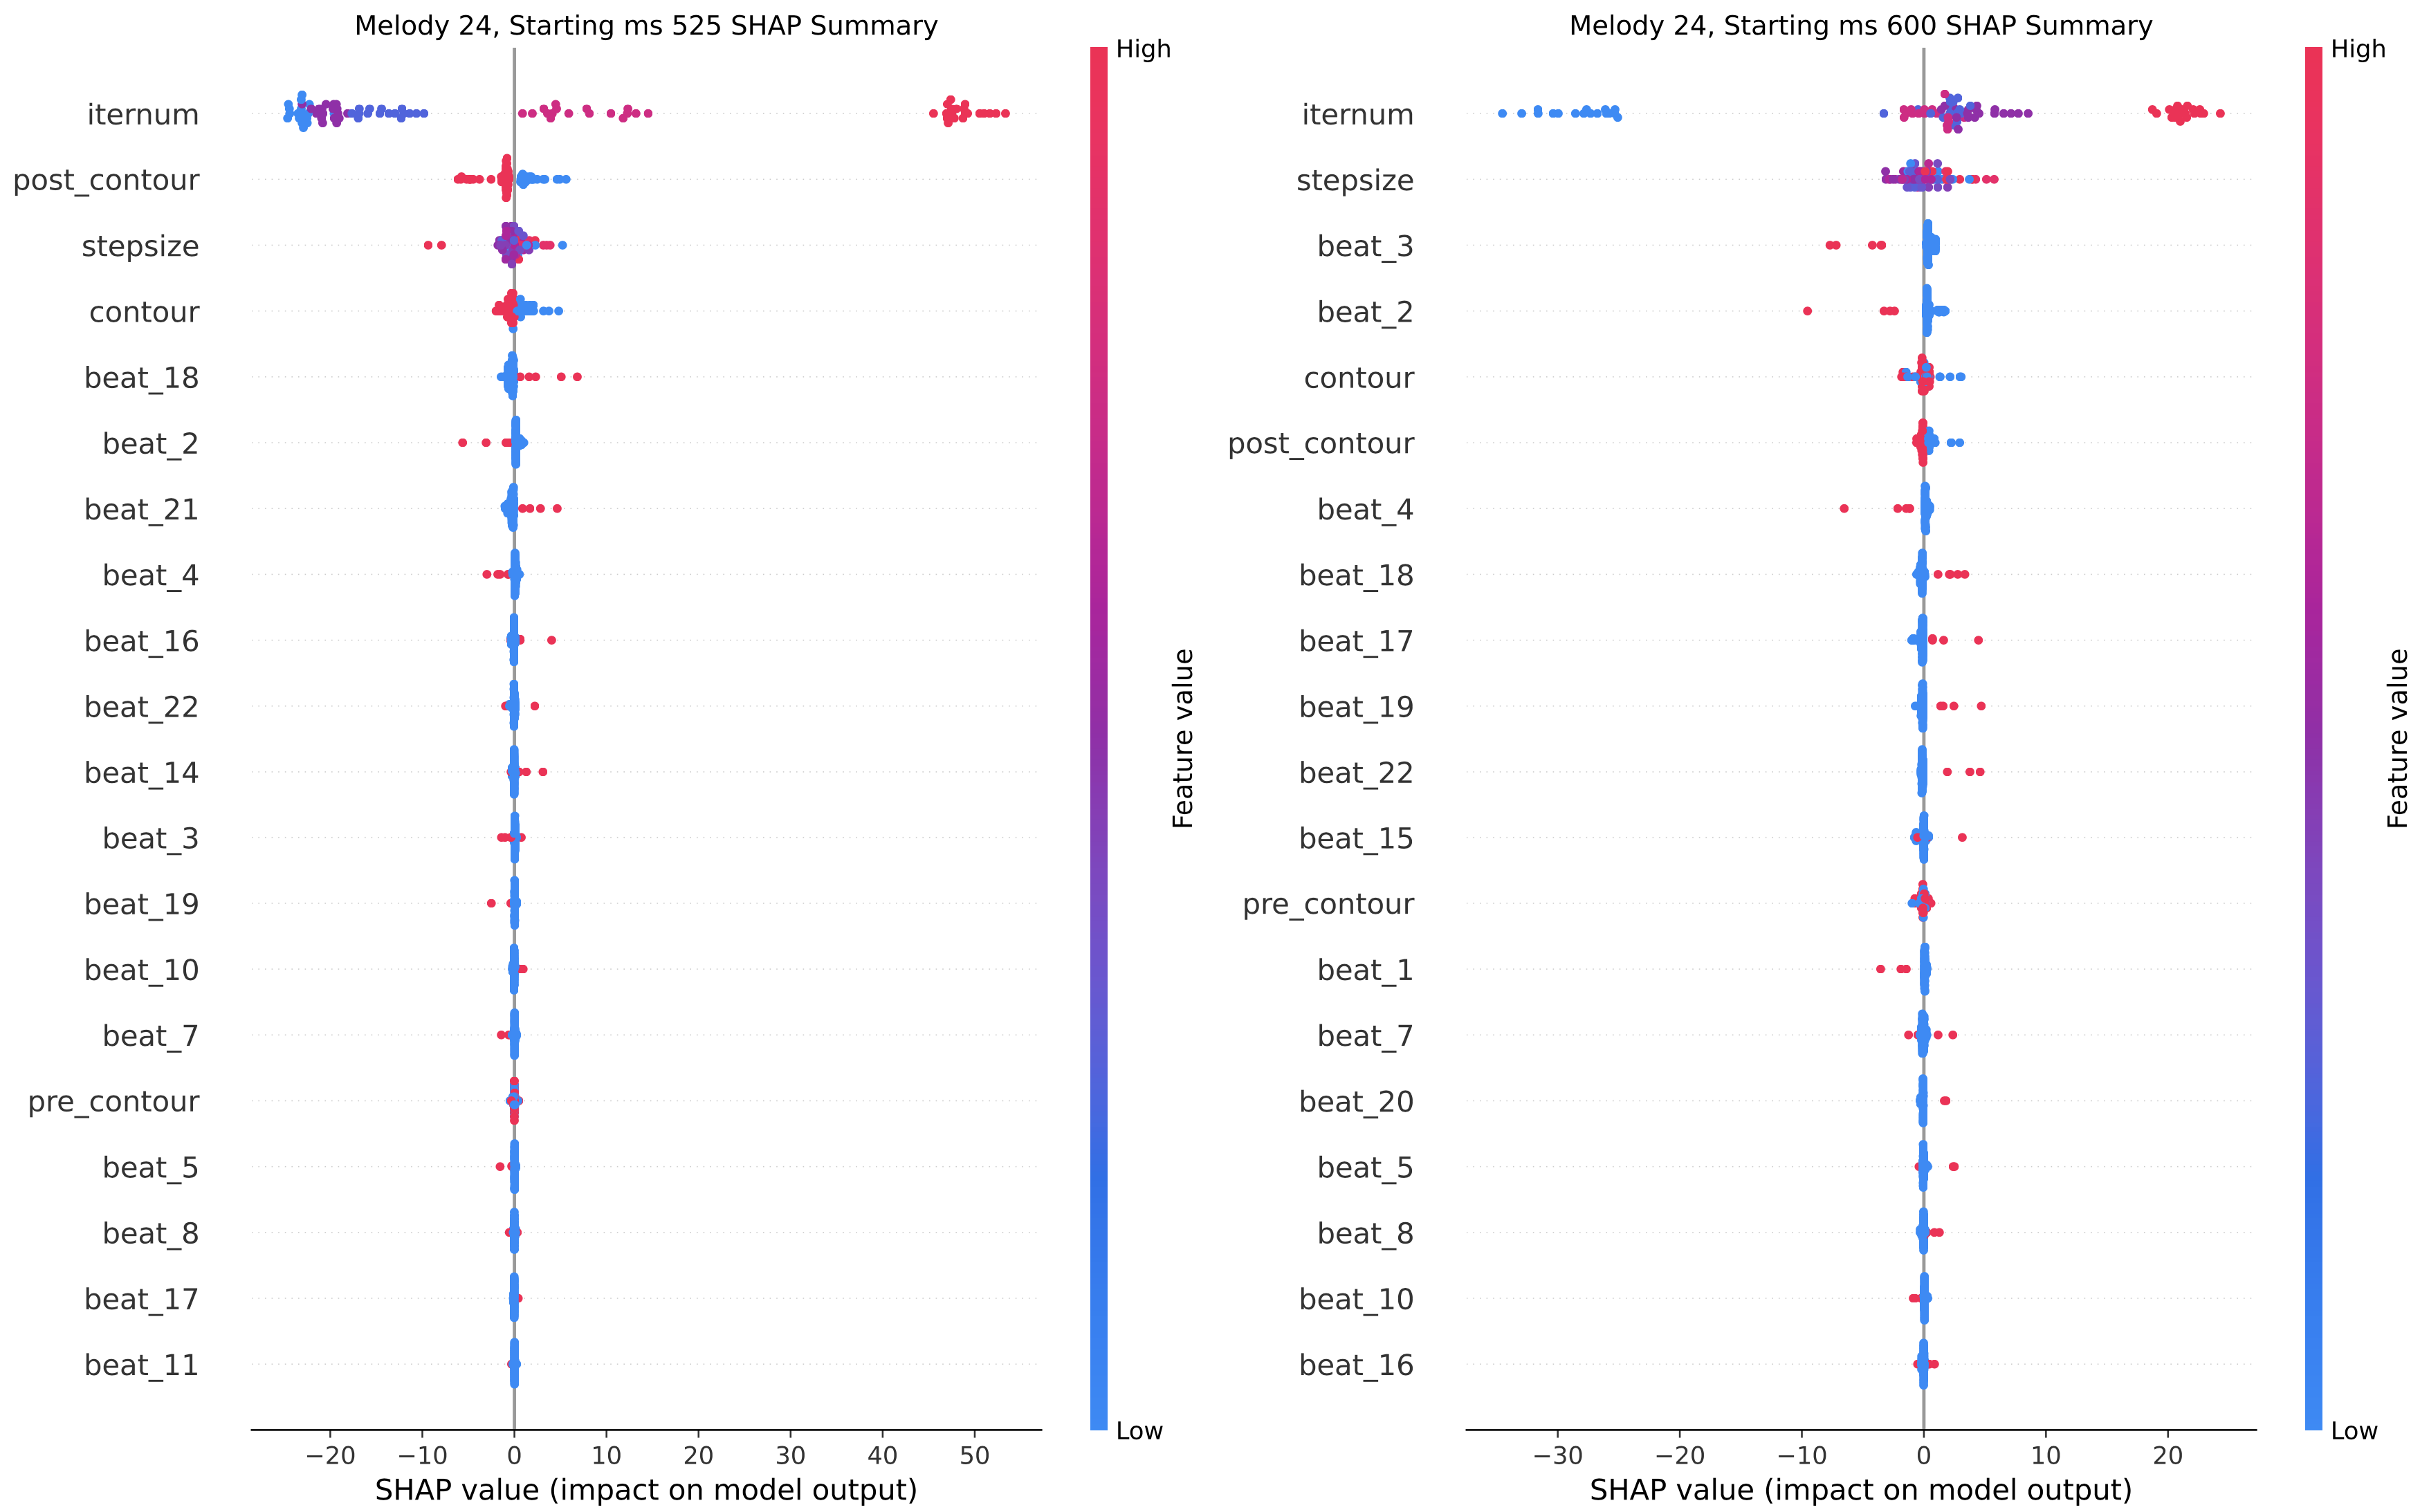 Melody 24, Starting ms 525 SHAP Summary
High
iternum
post_contour
stepsize
contour
beat_18
beat_2
beat_21
beat_4
beat_16
beat_22
beat_14
beat_3
beat_19
beat_10
beat_7
pre_contour
beat_5
beat_8
beat_17
beat_11
Feature value
Low
−20 −10 0 10 20 30 40 50
SHAP value (impact on model output)
Melody 24, Starting ms 600 SHAP Summary
High
iternum
stepsize
beat_3
beat_2
contour
post_contour
beat_4
beat_18
beat_17
beat_19
beat_22
beat_15
pre_contour
beat_1
beat_7
beat_20
beat_5
beat_8
beat_10
beat_16
Feature value
Low
−30 −20 −10 0 10 20
SHAP value (impact on model output)